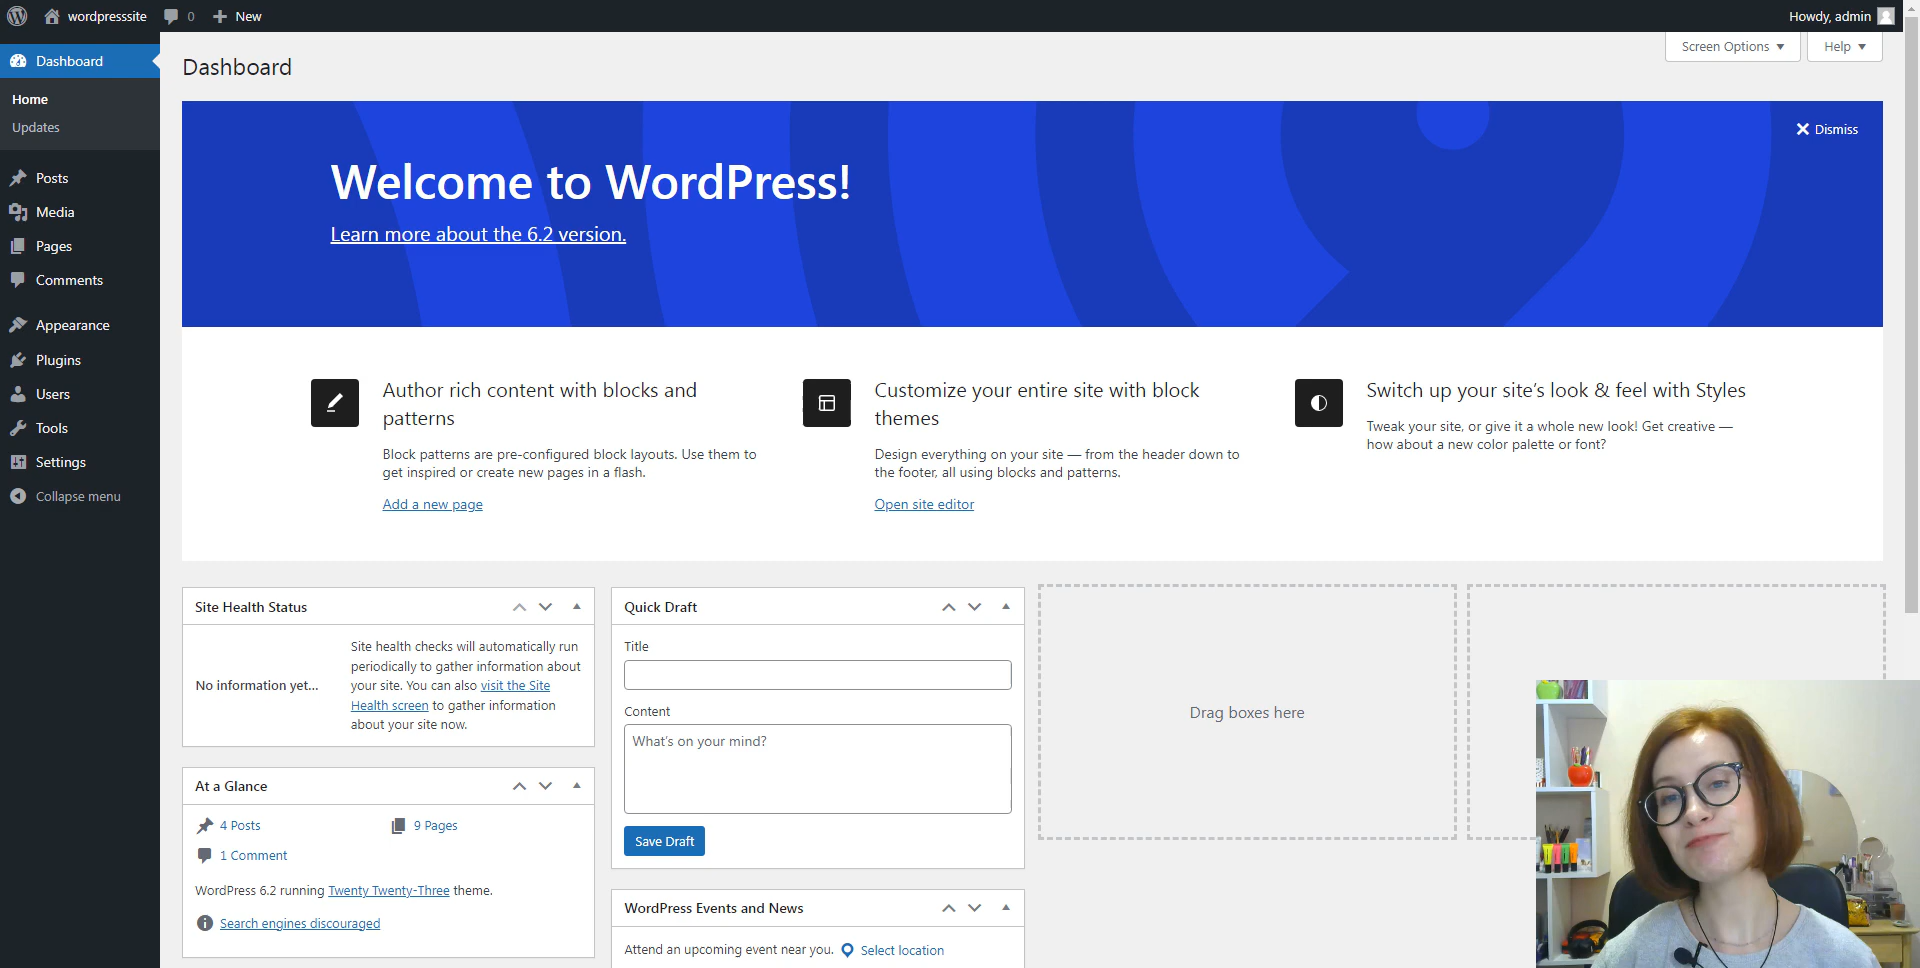 wordpresssite 0 New Howdy, admin
Screen Options Help
Dashboard
Home
Updates
Posts
Media
Pages
Comments
Appearance
Plugins
Users
Tools
Settings
Collapse menu
Dashboard
Dismiss
Welcome to WordPress!
Learn more about the 6.2 version.
Author rich content with blocks and
patterns
Block patterns are pre-configured block layouts. Use them to
get inspired or create new pages in a flash.
Add a new page
Customize your entire site with block
themes
Design everything on your site — from the header down to
the footer, all using blocks and patterns.
Open site editor
Switch up your site’s look & feel with Styles
Tweak your site, or give it a whole new look! Get creative —
how about a new color palette or font?
Site Health Status
No information yet...
Site health checks will automatically run
periodically to gather information about
your site. You can also visit the Site
Health screen to gather information
about your site now.
At a Glance
4 Posts
9 Pages
1 Comment
WordPress 6.2 running Twenty Twenty-Three theme.
Search engines discouraged
Quick Draft
Title
Content
What’s on your mind?
Save Draft
WordPress Events and News
Attend an upcoming event near you. Select location
Drag boxes here